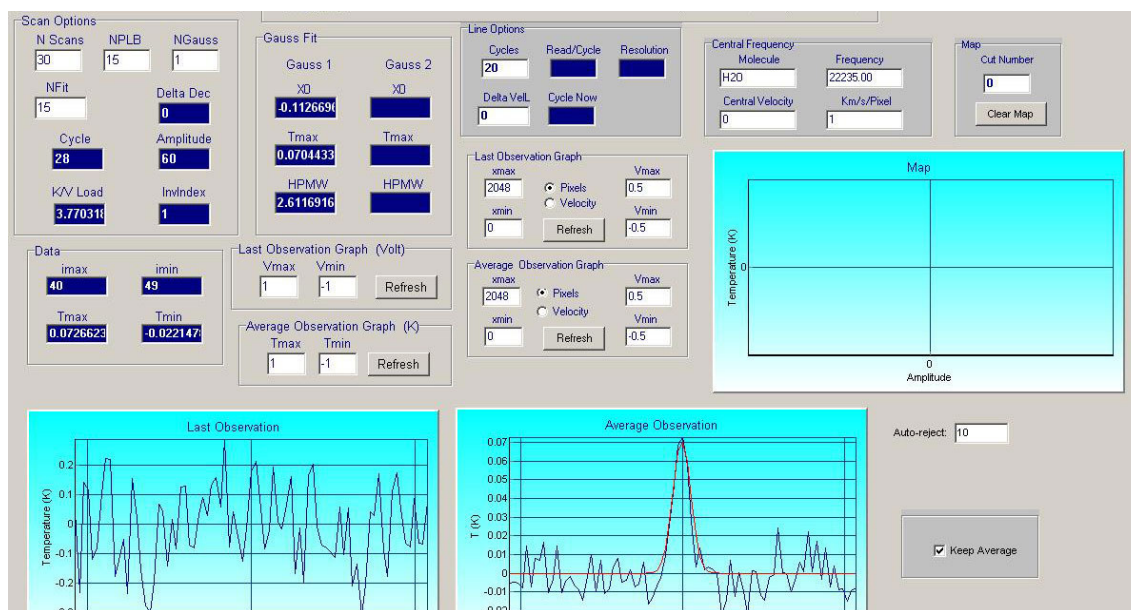 Scan Options
N Scans NPLB NGauss
30 15 1
NFit
15
Delta Dec
0
Cycle Amplitude
28 60
K/V Load InvIndex
3.770318 1
Gauss Fit
Gauss 1 Gauss 2
X0 X0
-0.1126696
Tmax Tmax
0.0704433
HPMW HPMW
2.6116916
Line Options
Cycles Read/Cycle Resolution
20
Delta VelL Cycle Now
0
Central Frequency
Molecule Frequency
H2O 22235.00
Central Velocity Km/s/Pixel
0 1
Map
Cut Number
0
Clear Map
Data
imax imin
40 49
Tmax Tmin
0.0726623 -0.022147
Last Observation Graph (Volt)
Vmax Vmin
1 -1 Refresh
Average Observation Graph (K)
Tmax Tmin
1 -1 Refresh
Last Observation Graph
xmax Vmax
2048 Pixels 0.5
Velocity
xmin Vmin
0 Refresh -0.5
Average Observation Graph
xmax Vmax
2048 Pixels 0.5
Velocity
xmin Vmin
0 Refresh -0.5
Map
Temperature (K)
0
0
Amplitude
Last Observation
Temperature (K)
0.2
0.1
0
-0.1
-0.2
Average Observation
T (K)
0.07
0.06
0.05
0.04
0.03
0.02
0.01
0
-0.01
Auto-reject: 10
Keep Average